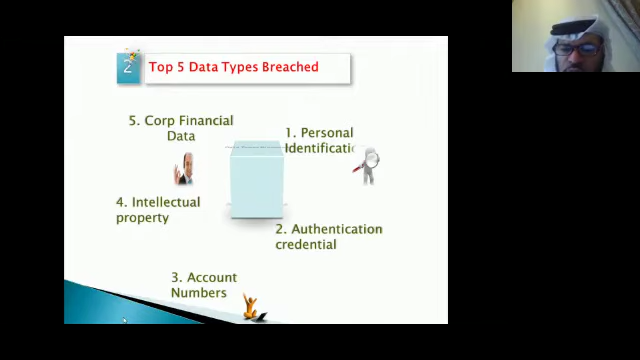 2
Top 5 Data Types Breached
5. Corp Financial
Data
1. Personal
Identificatic
4. Intellectual
property
2. Authentication
credential
3. Account
Numbers